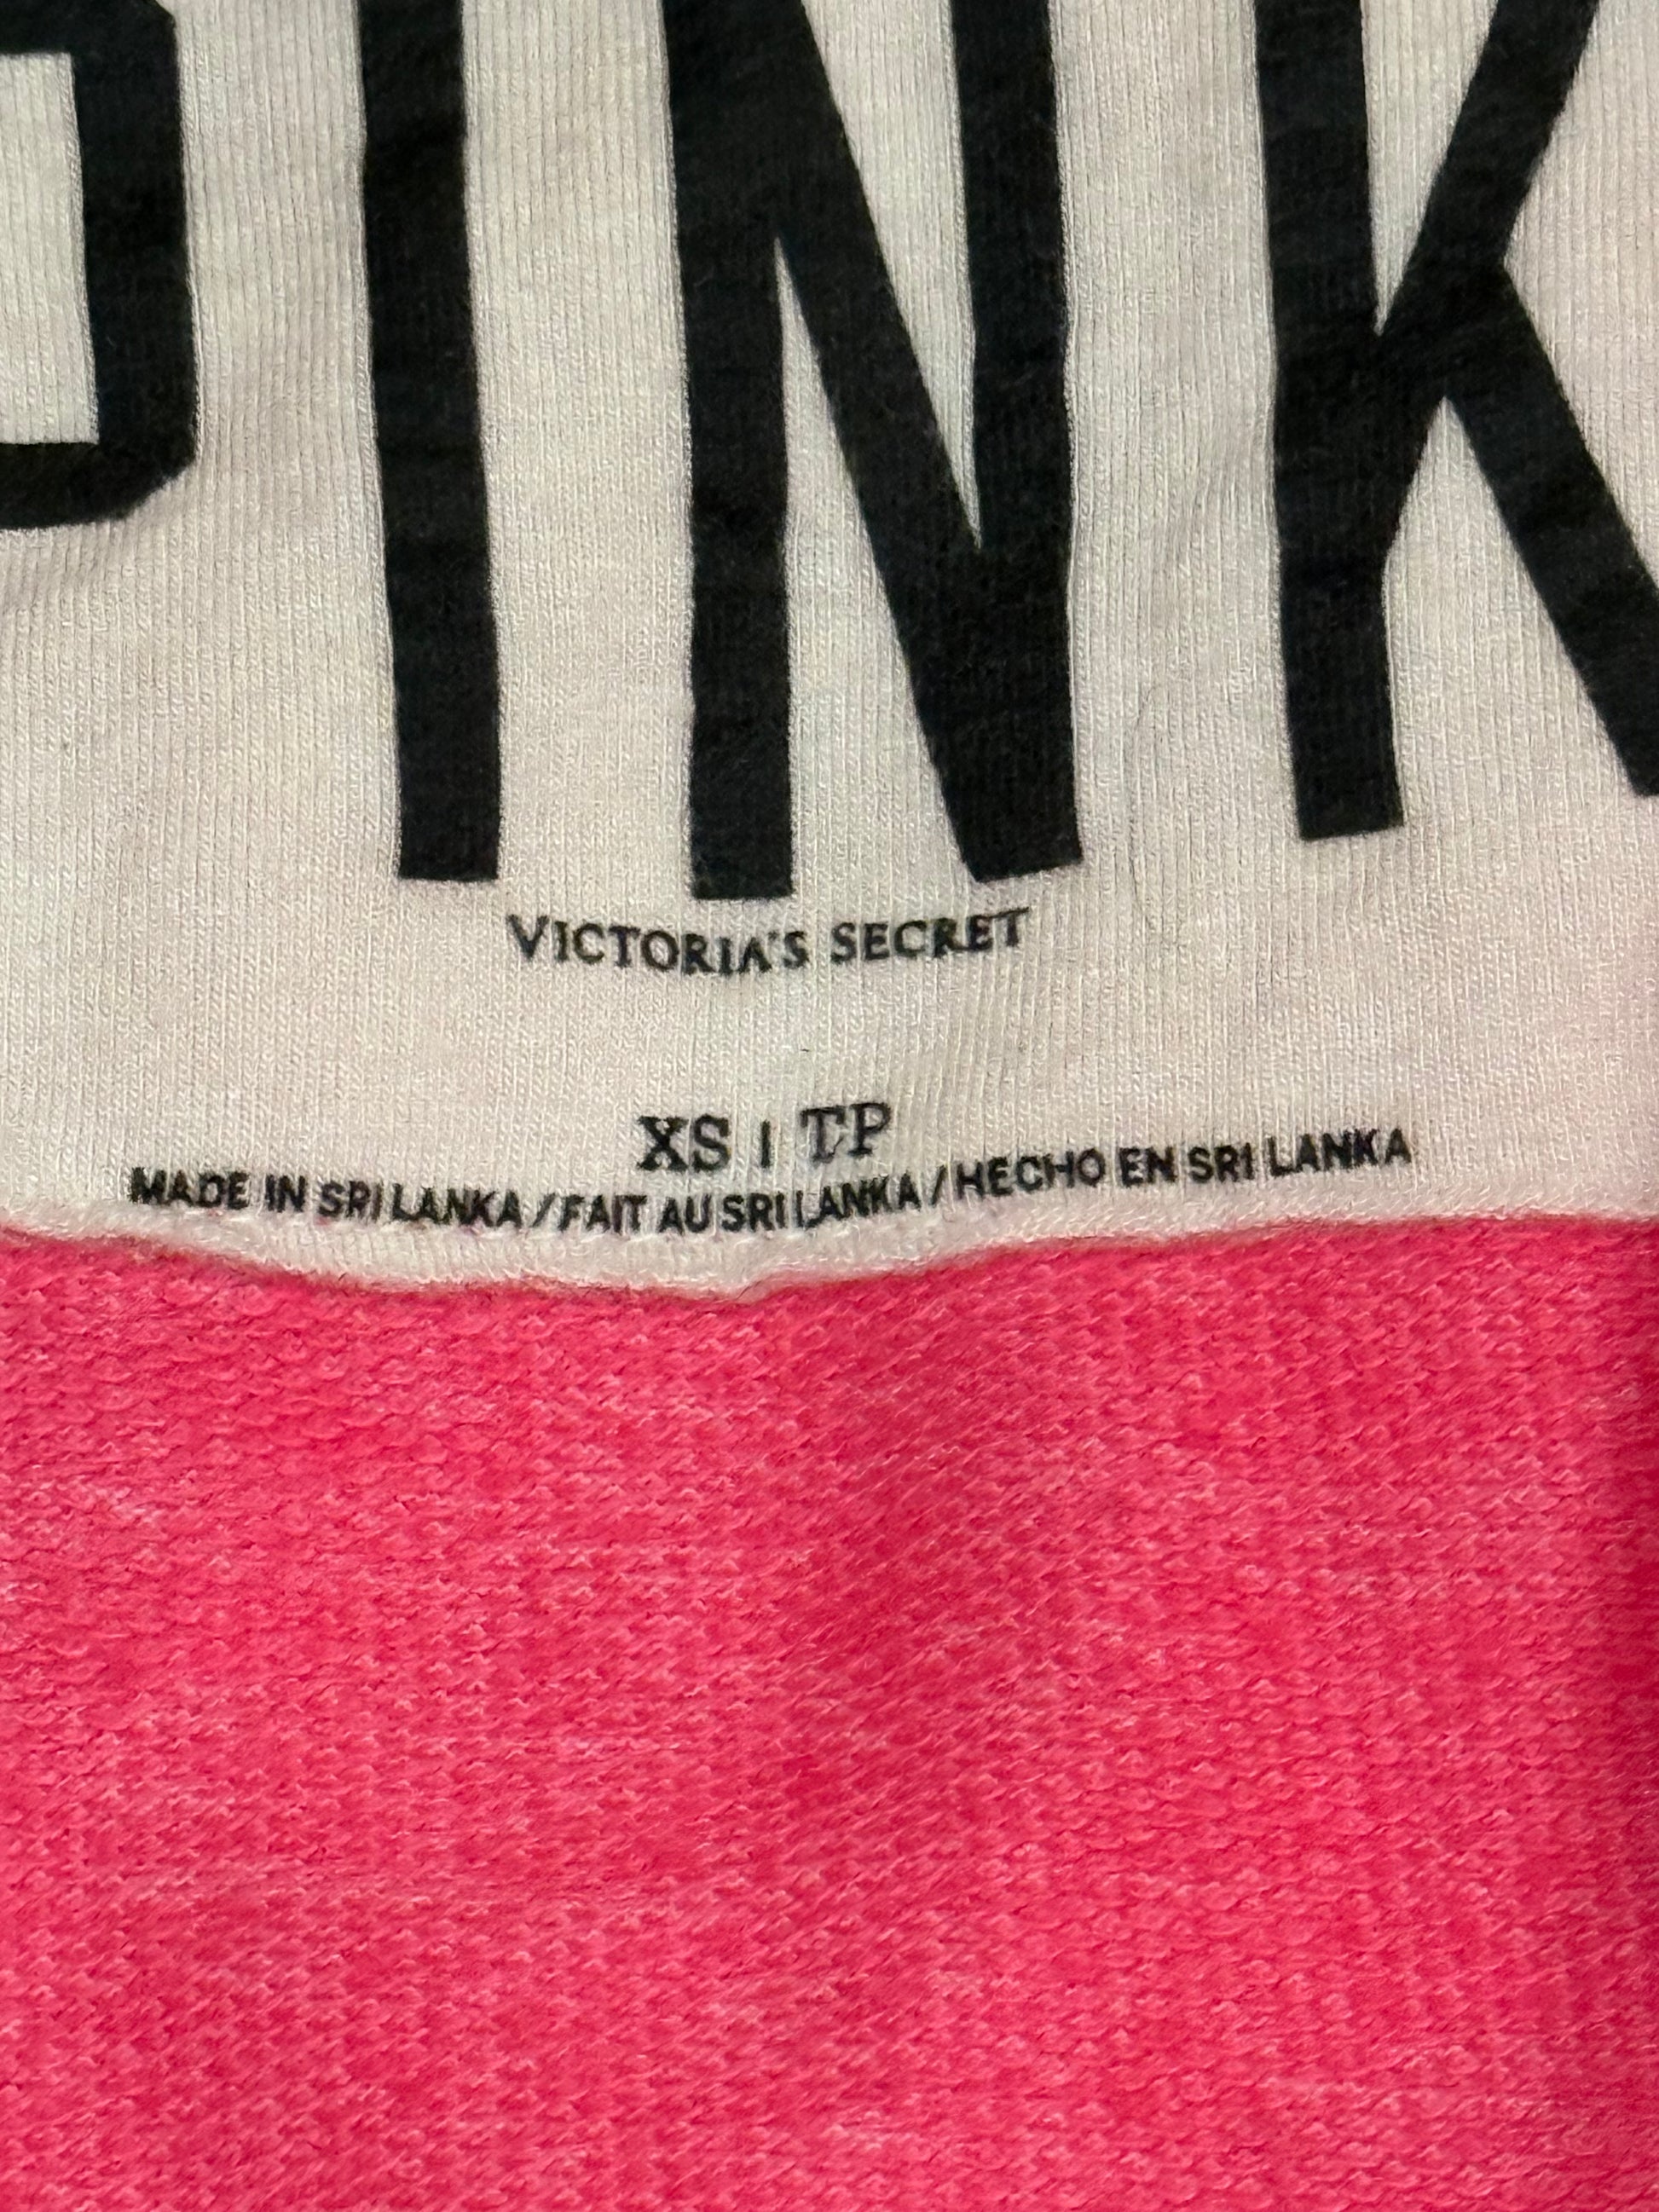 PINK
VICTORIA'S SECRET
XS | TP
MADE IN SRI LANKA / FAIT AU SRI LANKA / HECHO EN SRI LANKA